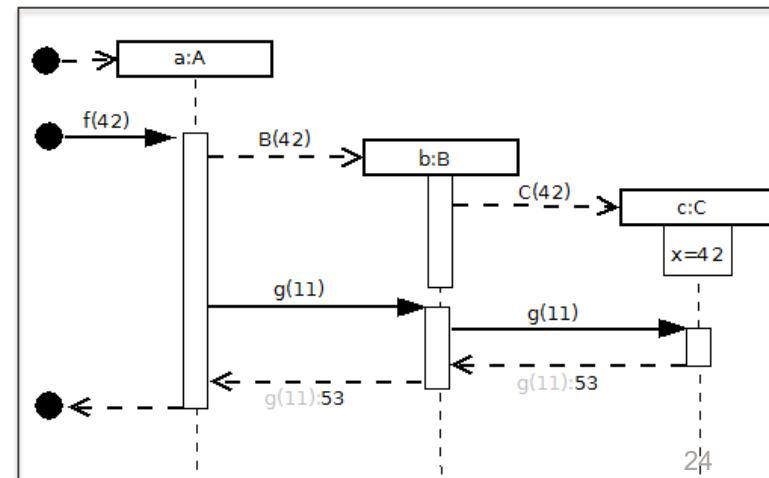 a:A
f(42)
B(42)
b:B
C(42)
c:C
x=42
g(11)
g(11)
g(11):53
g(11):53
24